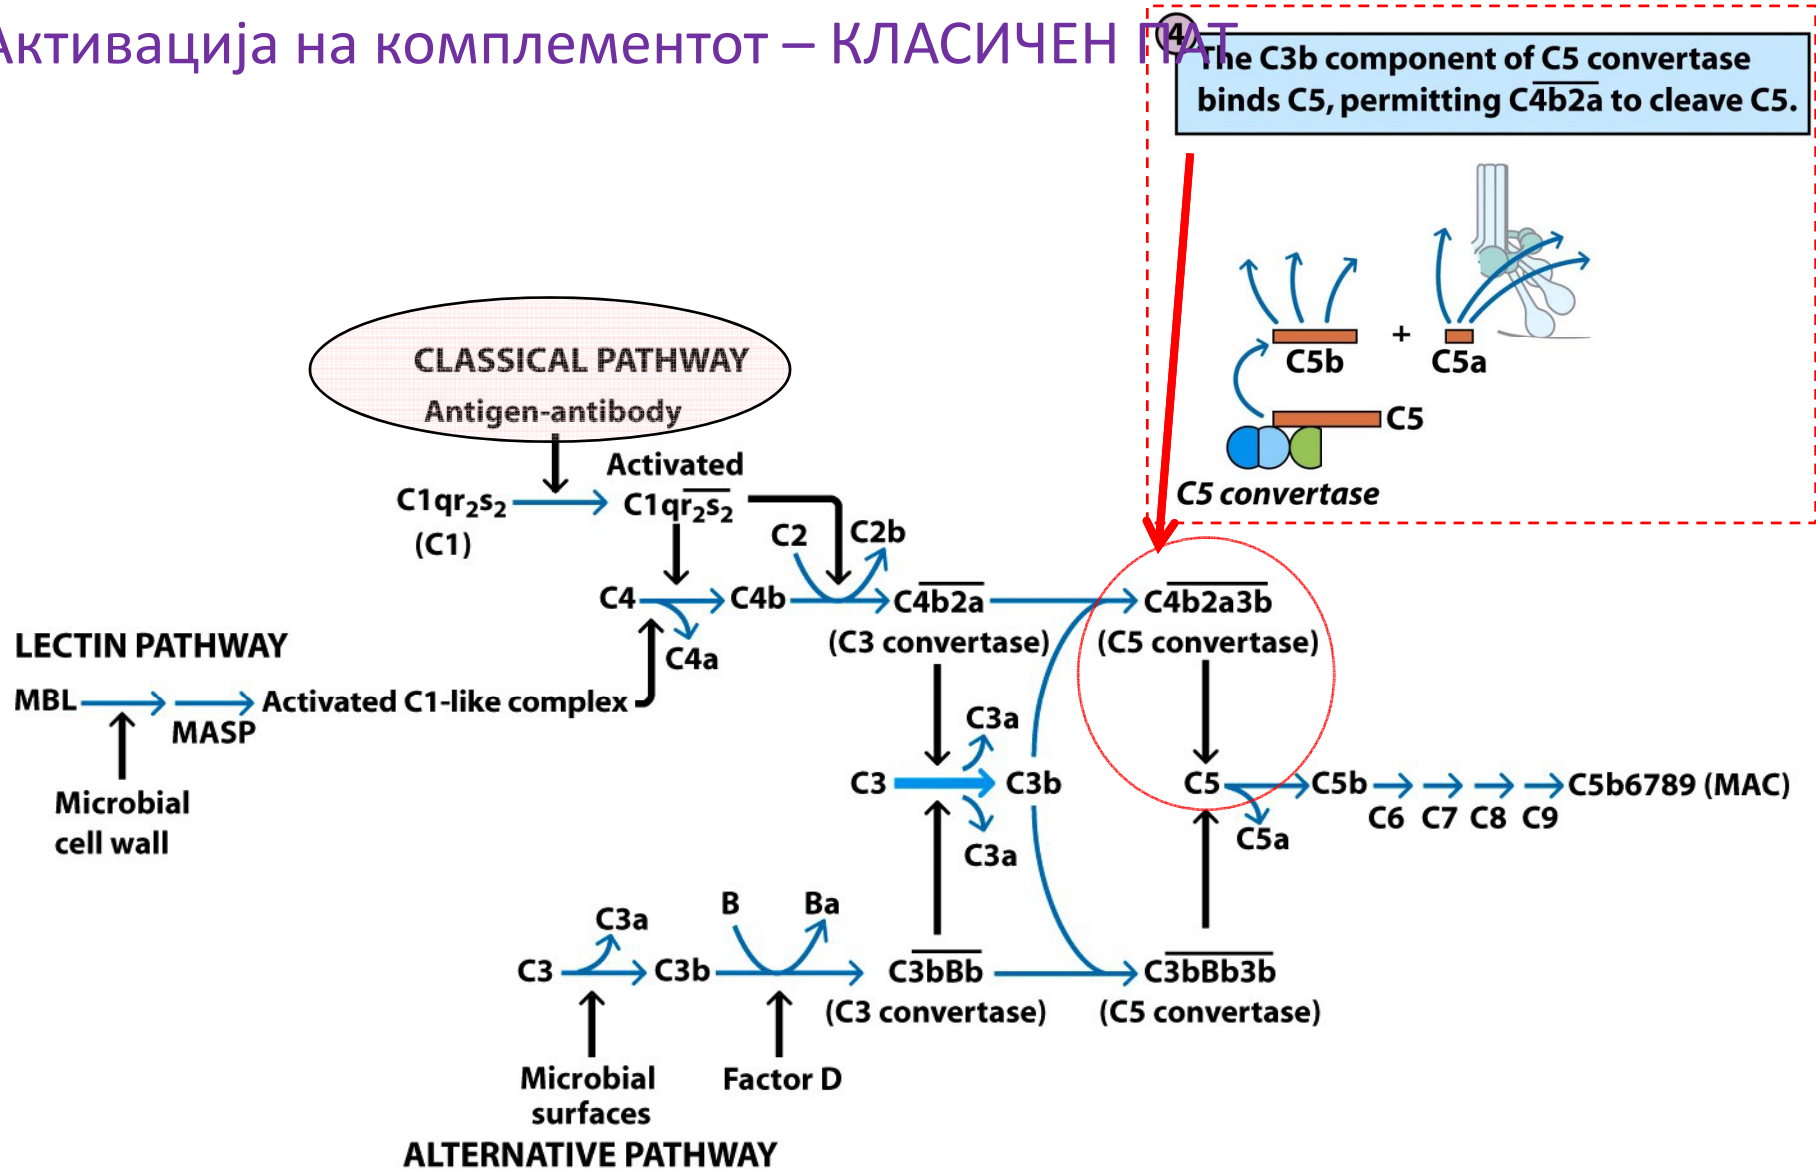 Активација на комплементот – КЛАСИЧЕН ПАТ
4
The C3b component of C5 convertase
binds C5, permitting C4b2a to cleave C5.
C5b
+
C5a
C5
C5 convertase
CLASSICAL PATHWAY
Antigen-antibody
Activated
C1qr2s2
C1qr2s2
(C1)
C2
C2b
C4
C4b
C4b2a
C4b2a3b
(C3 convertase)
(C5 convertase)
C4a
LECTIN PATHWAY
MBL
MASP
Activated C1-like complex
Microbial
cell wall
C3a
C3
C3b
C5
C5b
C5b6789 (MAC)
C6
C7
C8
C9
C5a
C3a
B
Ba
C3a
C3
C3b
C3bBb
C3bBb3b
(C3 convertase)
(C5 convertase)
Microbial
surfaces
Factor D
ALTERNATIVE PATHWAY